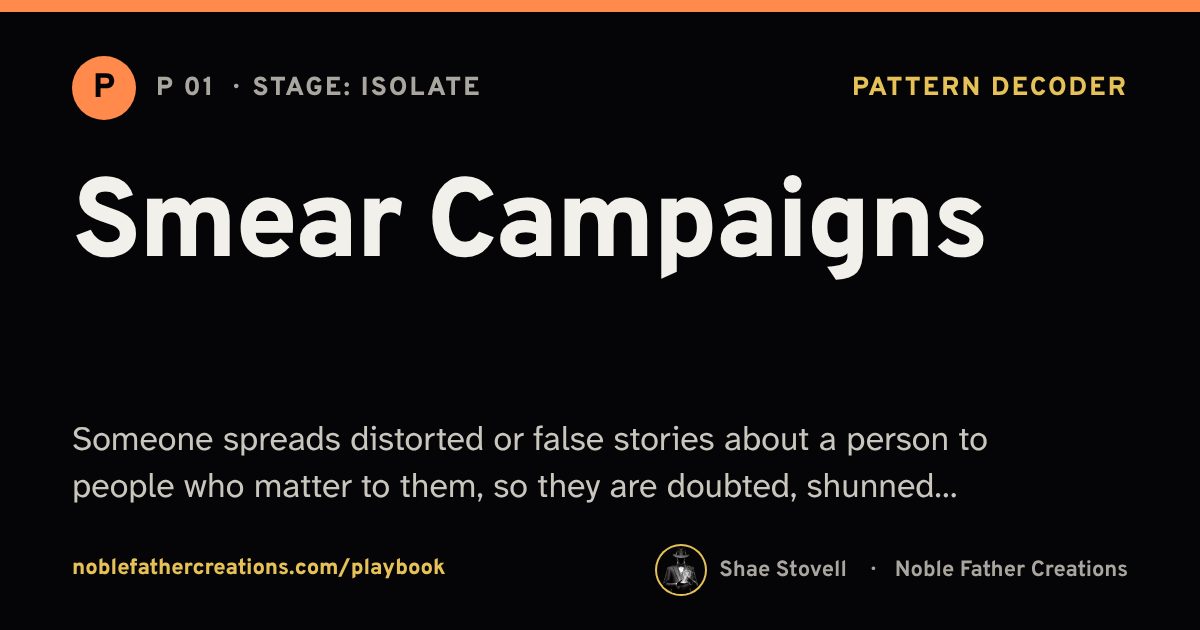 P
P 01 · STAGE: ISOLATE
PATTERN DECODER
Smear Campaigns
Someone spreads distorted or false stories about a person to
people who matter to them, so they are doubted, shunned...
noblefathercreations.com/playbook
Shae Stovell · Noble Father Creations